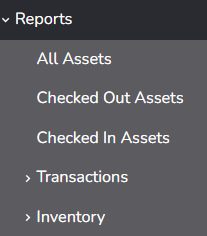 Reports
All Assets
Checked Out Assets
Checked In Assets
Transactions
Inventory